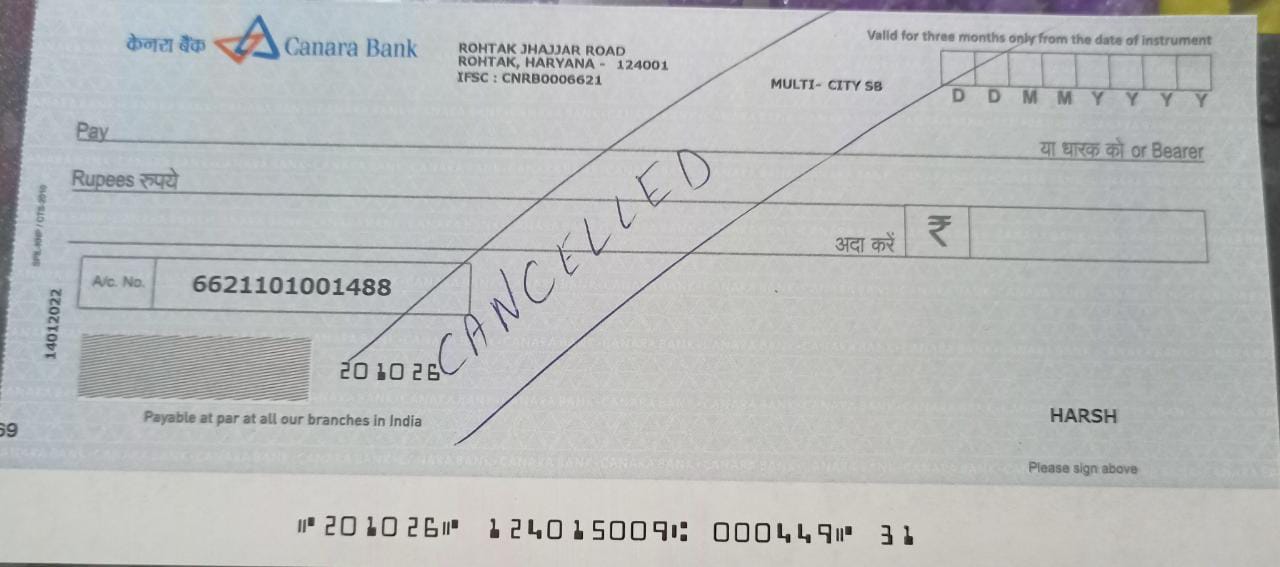 केनरा बैंक Canara Bank
ROHTAK JHAJJAR ROAD
ROHTAK, HARYANA - 124001
IFSC : CNRB0006621
MULTI- CITY SB
Valid for three months only from the date of instrument
D D M M Y Y Y Y
Pay
या धारक को or Bearer
Rupees रुपये
अदा करें ₹
A/c. No. 6621101001488
CANCELLED
14012022
201026
Payable at par at all our branches in India
69
HARSH
Please sign above
⑈201026⑈ 124015009⑆ 000449⑈ 31